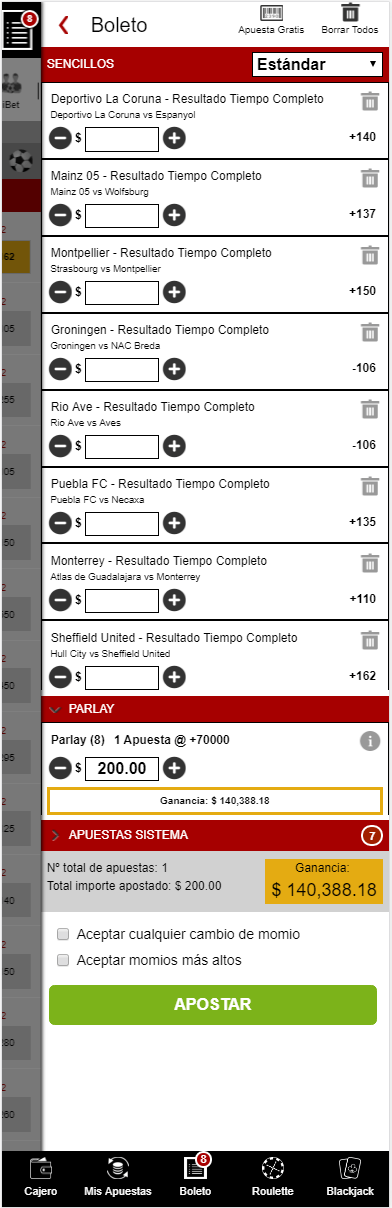 8
Boleto
Apuesta Gratis
Borrar Todos
iBet
SENCILLOS
Estándar
Deportivo La Coruna - Resultado Tiempo Completo
Deportivo La Coruna vs Espanyol
$
+140
Mainz 05 - Resultado Tiempo Completo
Mainz 05 vs Wolfsburg
$
+137
Montpellier - Resultado Tiempo Completo
Strasbourg vs Montpellier
$
+150
Groningen - Resultado Tiempo Completo
Groningen vs NAC Breda
$
-106
Rio Ave - Resultado Tiempo Completo
Rio Ave vs Aves
$
-106
Puebla FC - Resultado Tiempo Completo
Puebla FC vs Necaxa
$
+135
Monterrey - Resultado Tiempo Completo
Atlas de Guadalajara vs Monterrey
$
+110
Sheffield United - Resultado Tiempo Completo
Hull City vs Sheffield United
$
+162
PARLAY
Parlay (8) 1 Apuesta @ +70000
$ 200.00
Ganancia: $ 140,388.18
APUESTAS SISTEMA
7
Nº total de apuestas: 1
Total importe apostado: $ 200.00
Ganancia:
$ 140,388.18
Aceptar cualquier cambio de momio
Aceptar momios más altos
APOSTAR
8
Cajero
Mis Apuestas
Boleto
Roulette
Blackjack